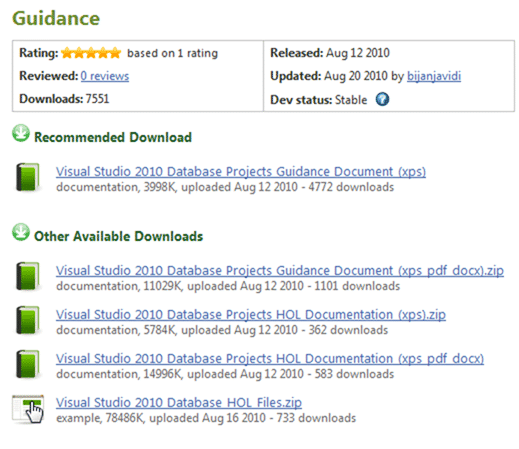 Guidance
Rating: based on 1 rating
Reviewed: 0 reviews
Downloads: 7551
Released: Aug 12 2010
Updated: Aug 20 2010 by bijanjavidi
Dev status: Stable ?
Recommended Download
Visual Studio 2010 Database Projects Guidance Document (xps)
documentation, 3998K, uploaded Aug 12 2010 - 4772 downloads
Other Available Downloads
Visual Studio 2010 Database Projects Guidance Document (xps pdf docx).zip
documentation, 11029K, uploaded Aug 12 2010 - 1101 downloads
Visual Studio 2010 Database Projects HOL Documentation (xps).zip
documentation, 5784K, uploaded Aug 12 2010 - 362 downloads
Visual Studio 2010 Database Projects HOL Documentation (xps pdf docx)
documentation, 14996K, uploaded Aug 12 2010 - 583 downloads
Visual Studio 2010 Database HOL Files.zip
example, 78486K, uploaded Aug 16 2010 - 733 downloads